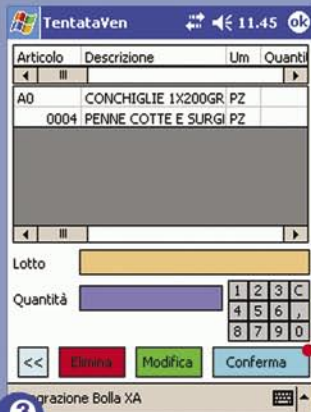 TentataVen 11.45 ok
Articolo Descrizione Um Quantit
A0 CONCHIGLIE 1X200GR PZ
0004 PENNE COTTE E SURGI PZ
Lotto
Quantità
1 2 3 C
4 5 6 ,
8 7 9 0
<< Elimina Modifica Conferma
grazione Bolla XA